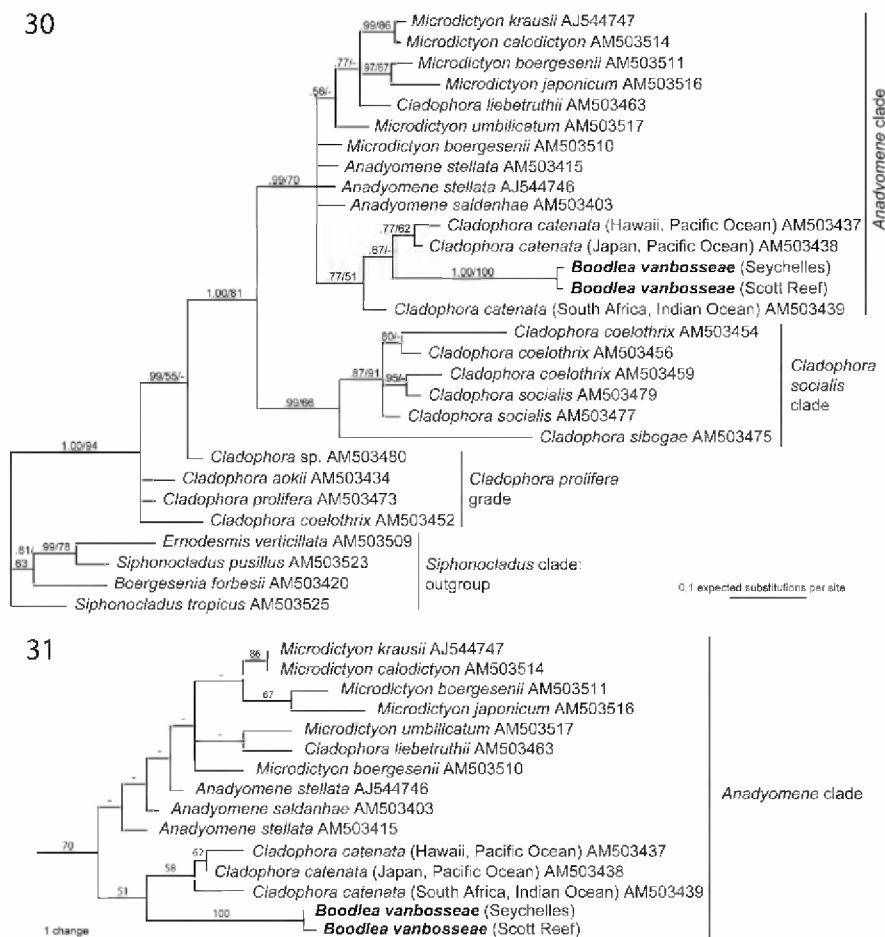 30
.99/86
Microdictyon krausii AJ544747
Microdictyon calodictyon AM503514
.77/-
.97/67
Microdictyon boergesenii AM503511
Microdictyon japonicum AM503516
.56/-
Cladophora liebetruthii AM503463
Microdictyon umbilicatum AM503517
Microdictyon boergesenii AM503510
Anadyomene stellata AM503415
.99/70
Anadyomene stellata AJ544746
Anadyomene saldanhae AM503403
Anadyomene clade
.77/62
Cladophora catenata (Hawaii, Pacific Ocean) AM503437
.67/-
Cladophora catenata (Japan, Pacific Ocean) AM503438
.77/51
1.00/100
Boodlea vanbosseae (Seychelles)
Boodlea vanbosseae (Scott Reef)
1.00/81
Cladophora catenata (South Africa, Indian Ocean) AM503439
.80/-
Cladophora coelothrix AM503454
Cladophora coelothrix AM503456
.87/91
.95/-
Cladophora coelothrix AM503459
Cladophora socialis AM503479
.99/66
Cladophora socialis AM503477
Cladophora sibogae AM503475
Cladophora
socialis
clade
.99/55/-
1.00/94
Cladophora sp. AM503480
Cladophora aokii AM503434
Cladophora prolifera AM503473
Cladophora coelothrix AM503452
Cladophora prolifera
grade
.81/
63
.99/78
Ernodesmis verticillata AM503509
Siphonocladus pusillus AM503523
Boergesenia forbesii AM503420
Siphonocladus tropicus AM503525
Siphonocladus clade:
outgroup
0,1 expected substitutions per site
31
86
Microdictyon krausii AJ544747
Microdictyon calodictyon AM503514
-
67
Microdictyon boergesenii AM503511
Microdictyon japonicum AM503516
-
-
Microdictyon umbilicatum AM503517
Cladophora liebetruthii AM503463
-
Microdictyon boergesenii AM503510
-
Anadyomene stellata AJ544746
-
Anadyomene saldanhae AM503403
Anadyomene stellata AM503415
Anadyomene clade
70
62
Cladophora catenata (Hawaii, Pacific Ocean) AM503437
58
Cladophora catenata (Japan, Pacific Ocean) AM503438
51
Cladophora catenata (South Africa, Indian Ocean) AM503439
100
Boodlea vanbosseae (Seychelles)
Boodlea vanbosseae (Scott Reef)
1 change